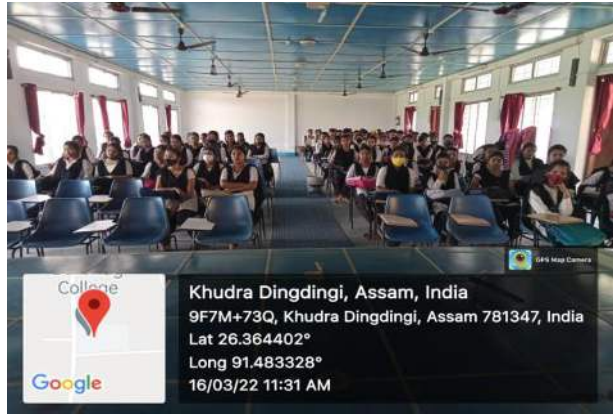 GPS Map Camera
College
Google
Khudra Dingdingi, Assam, India
9F7M+73Q, Khudra Dingdingi, Assam 781347, India
Lat 26.364402°
Long 91.483328°
16/03/22 11:31 AM